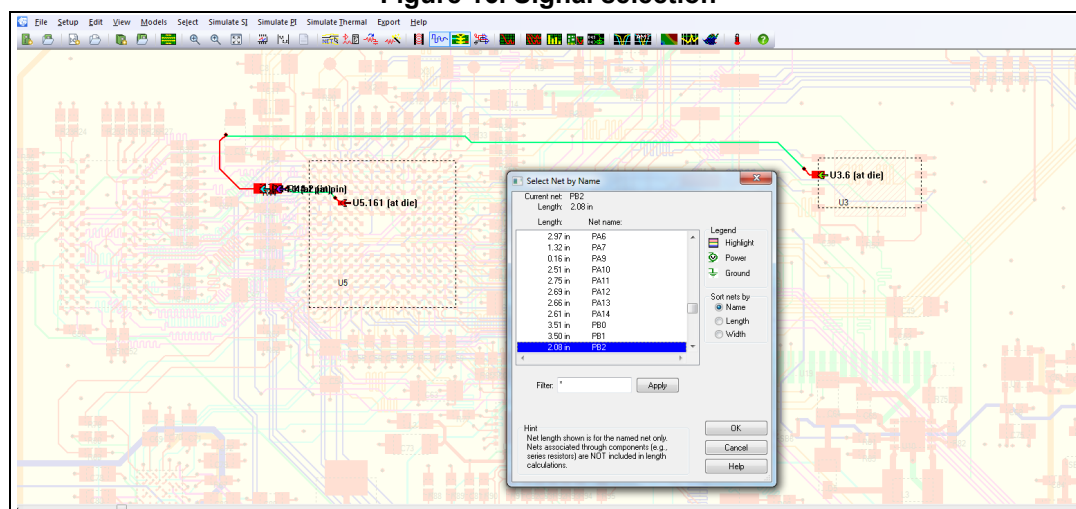 Figure 16. Signal selection
File Setup Edit View Models Select Simulate SI Simulate PI Simulate Thermal Export Help
U5.161 (at die)
U5
U3.6 (at die)
U3
Select Net by Name
Current net: PB2
Length: 2.08 in
Length: Net name:
2.97 in PA6
1.32 in PA7
0.16 in PA9
2.51 in PA10
2.75 in PA11
2.69 in PA12
2.66 in PA13
2.61 in PA14
3.51 in PB0
3.50 in PB1
2.08 in PB2
Legend
Highlight
Power
Ground
Sort nets by
Name
Length
Width
Filter: * Apply
Hint
Net length shown is for the named net only.
Nets associated through components (e.g.,
series resistors) are NOT included in length
calculations.
OK
Cancel
Help